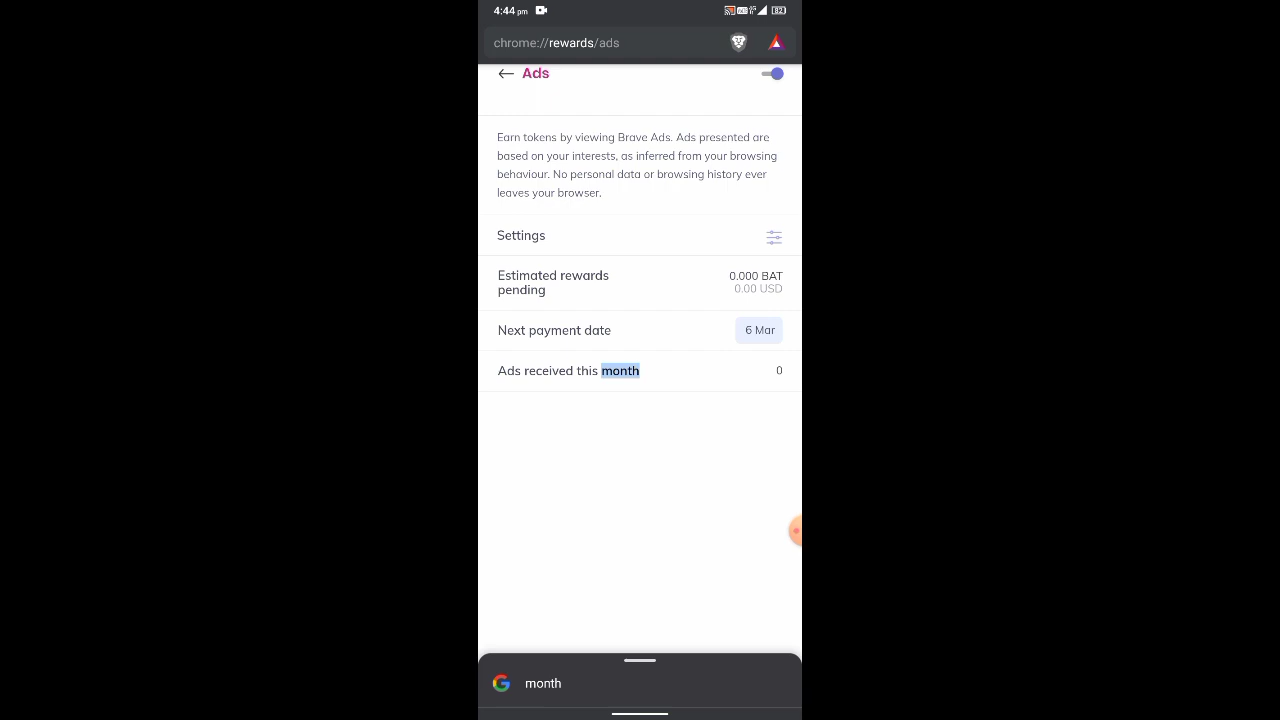 4:44 pm 82
chrome://rewards/ads
Ads
Earn tokens by viewing Brave Ads. Ads presented are
based on your interests, as inferred from your browsing
behaviour. No personal data or browsing history ever
leaves your browser.
Settings
Estimated rewards
pending
0.000 BAT
0.00 USD
Next payment date 6 Mar
Ads received this month 0
month